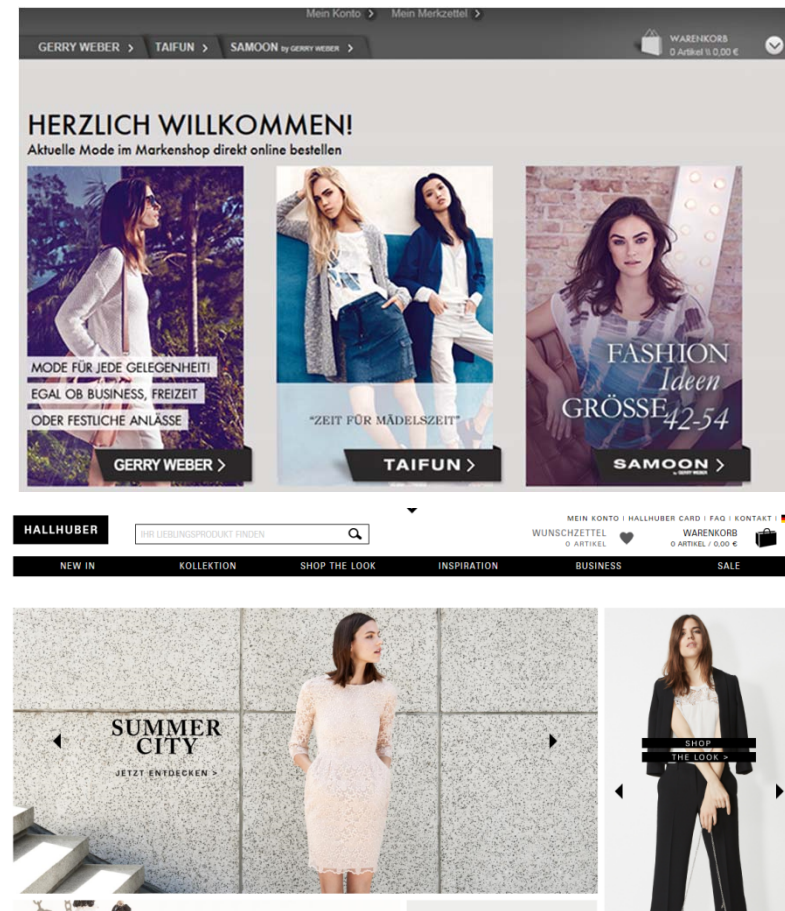 Mein Konto > Mein Merkzettel >
GERRY WEBER > TAIFUN > SAMOON by GERRY WEBER >
WARENKORB
0 Artikel \\ 0,00 €
HERZLICH WILLKOMMEN!
Aktuelle Mode im Markenshop direkt online bestellen
MODE FÜR JEDE GELEGENHEIT!
EGAL OB BUSINESS, FREIZEIT
ODER FESTLICHE ANLÄSSE
GERRY WEBER >
"ZEIT FÜR MÄDELSZEIT"
TAIFUN >
FASHION
Ideen
GRÖSSE
42-54
SAMOON >
by GERRY WEBER
MEIN KONTO | HALLHUBER CARD | FAQ | KONTAKT |
HALLHUBER
IHR LIEBLINGSPRODUKT FINDEN
WUNSCHZETTEL
0 ARTIKEL
WARENKORB
0 ARTIKEL / 0,00 €
NEW IN KOLLEKTION SHOP THE LOOK INSPIRATION BUSINESS SALE
SUMMER
CITY
JETZT ENTDECKEN >
SHOP
THE LOOK >